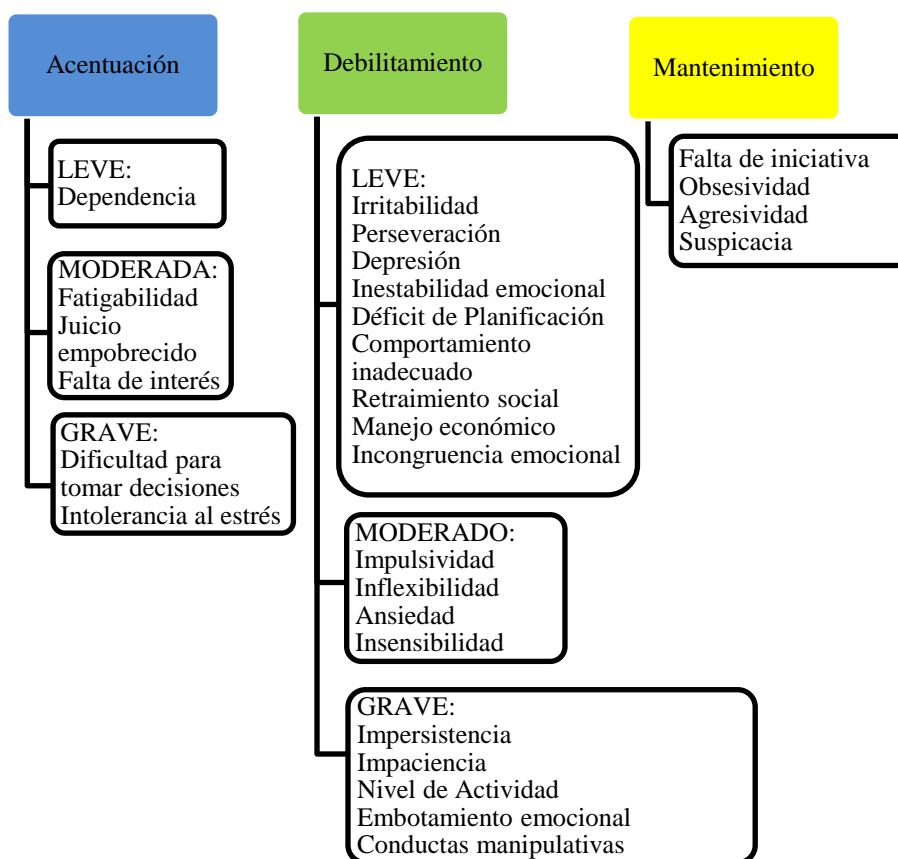 Acentuación
LEVE:
Dependencia
MODERADA:
Fatigabilidad
Juicio
empobrecido
Falta de interés
GRAVE:
Dificultad para
tomar decisiones
Intolerancia al estrés
Debilitamiento
LEVE:
Irritabilidad
Perseveración
Depresión
Inestabilidad emocional
Déficit de Planificación
Comportamiento
inadecuado
Retraimiento social
Manejo económico
Incongruencia emocional
MODERADO:
Impulsividad
Inflexibilidad
Ansiedad
Insensibilidad
GRAVE:
Impersistencia
Impaciencia
Nivel de Actividad
Embotamiento emocional
Conductas manipulativas
Mantenimiento
Falta de iniciativa
Obsesividad
Agresividad
Suspicacia